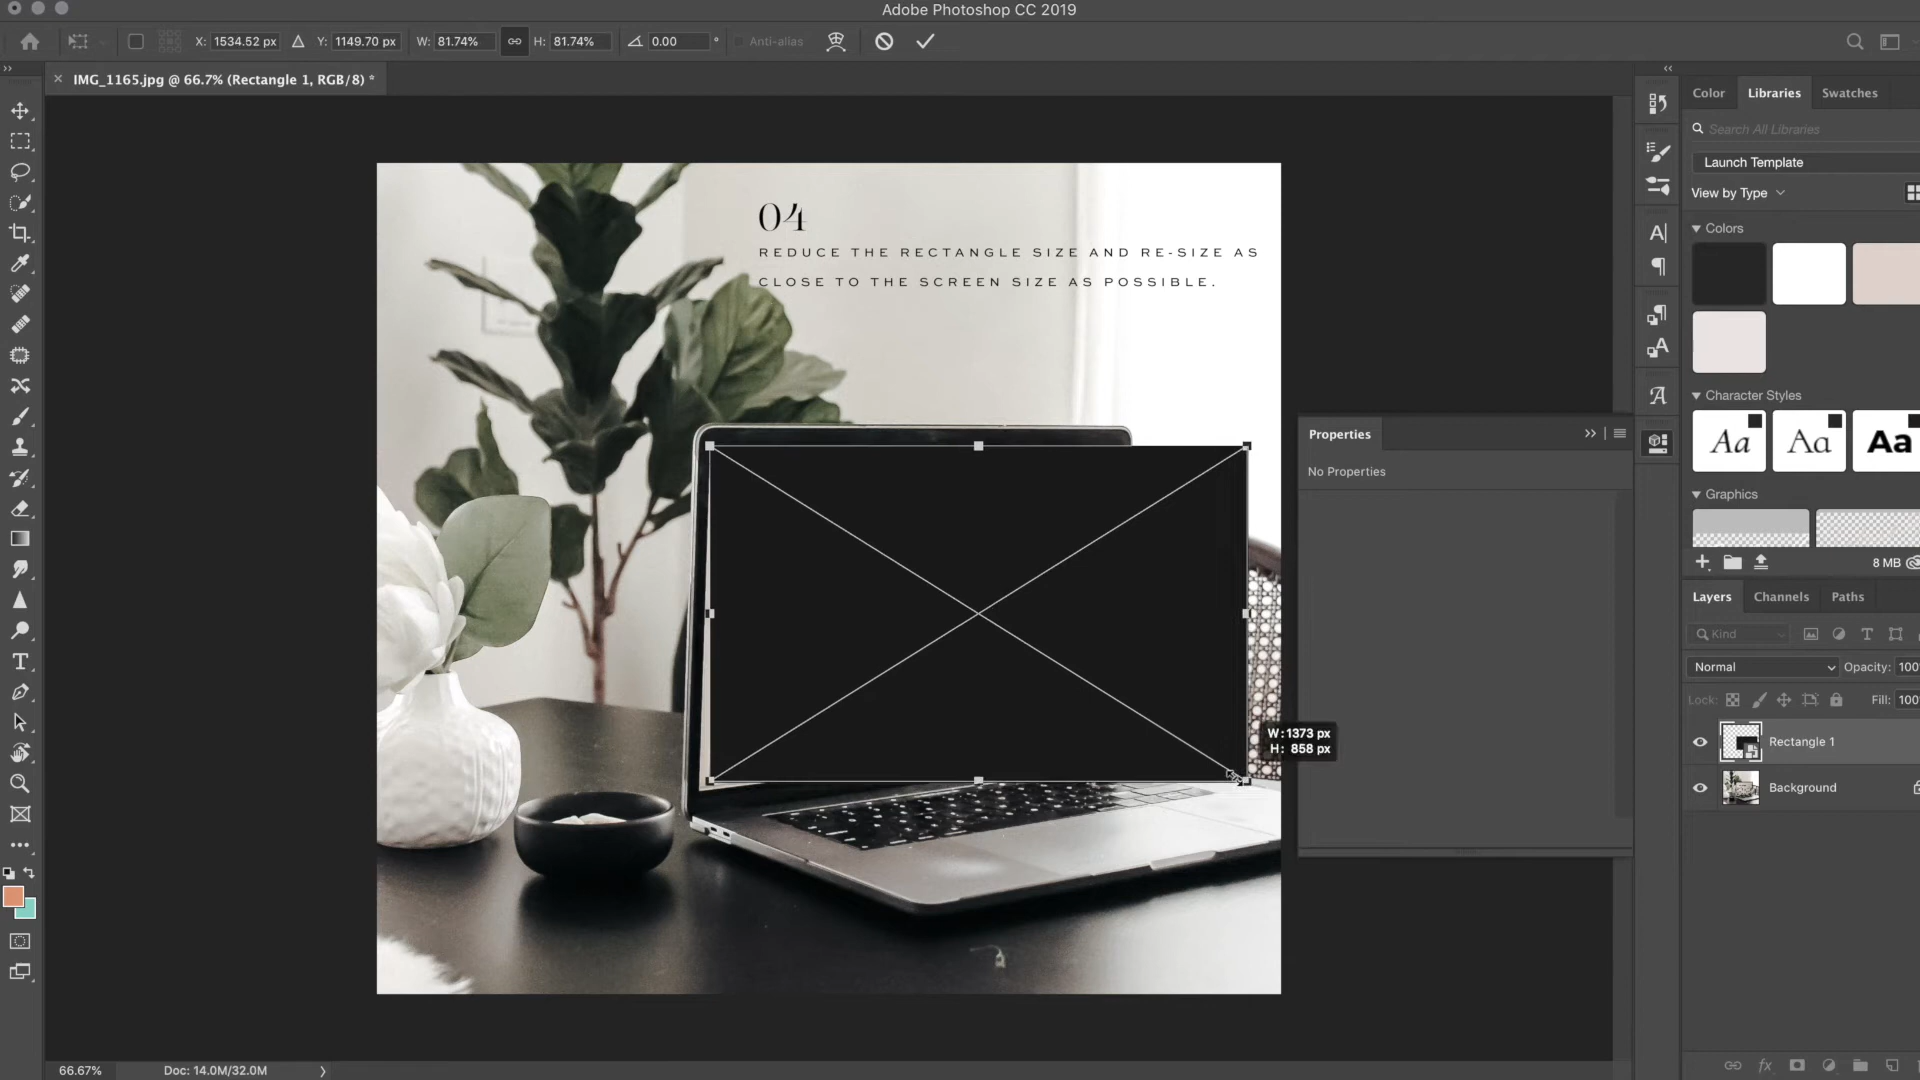 Adobe Photoshop CC 2019
X: 1534.52 px Y: 1149.70 px W: 81.74% H: 81.74% 0.00 ° Anti-alias
IMG_1165.jpg @ 66.7% (Rectangle 1, RGB/8) *
Color Libraries Swatches
Search All Libraries
Launch Template
View by Type
Colors
04
REDUCE THE RECTANGLE SIZE AND RE-SIZE AS
CLOSE TO THE SCREEN SIZE AS POSSIBLE.
Character Styles
Aa Aa Aa
Properties
No Properties
Graphics
8 MB
Layers Channels Paths
Kind
Normal Opacity: 100
Lock: Fill: 100
W: 1373 px
H: 858 px
Rectangle 1
Background
66.67% Doc: 14.0M/32.0M